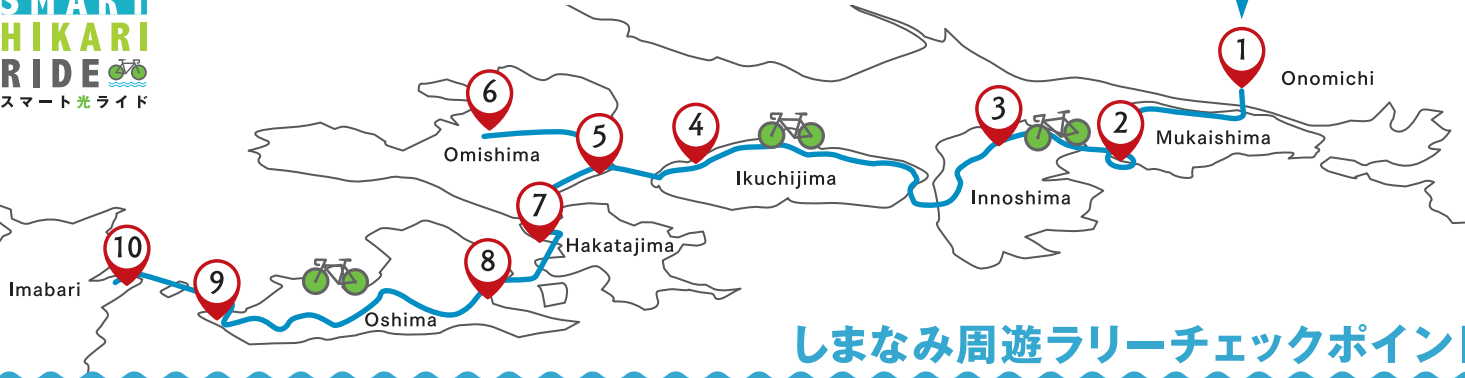 SMART
HIKARI
RIDE
スマート光ライド
1
Onomichi
2
Mukaishima
3
Innoshima
4
Ikuchijima
5
6
Omishima
7
Hakatajima
8
Oshima
9
10
Imabari
しまなみ周遊ラリーチェックポイン